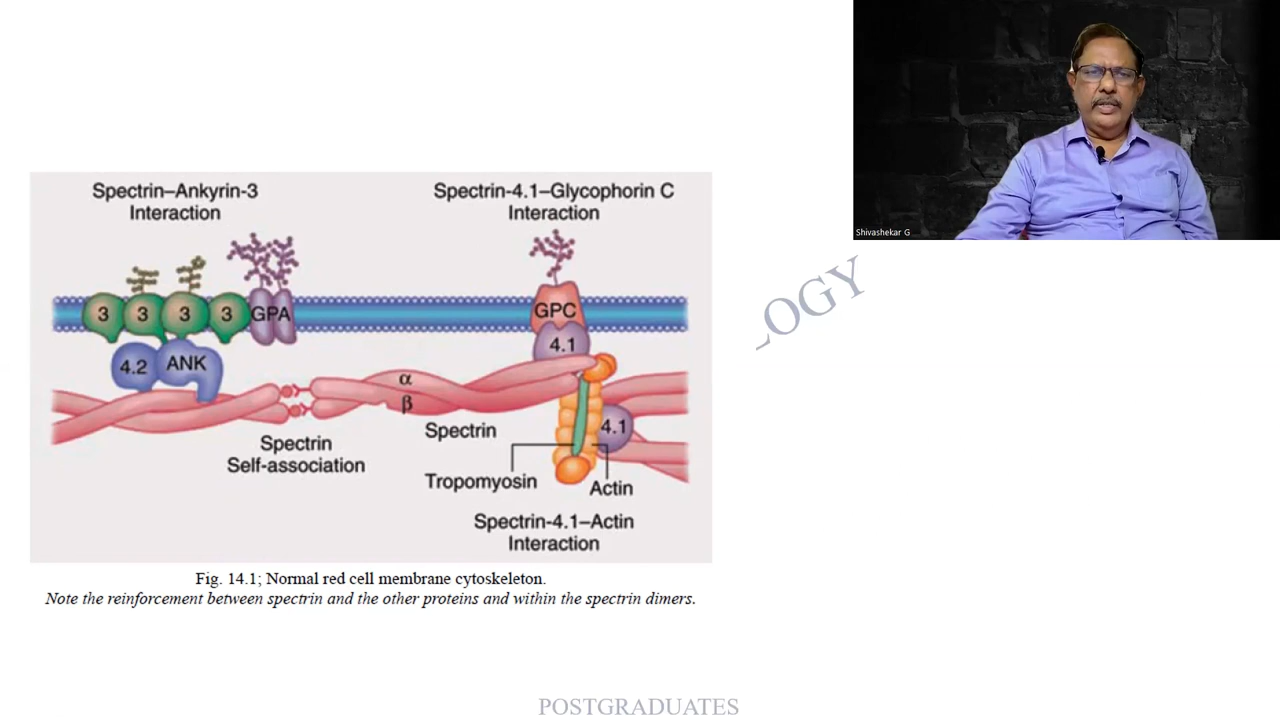 Spectrin–Ankyrin-3
Interaction
Spectrin-4.1–Glycophorin C
Interaction
Shivashekar G
3
3
3
3
GPA
GPC
4.1
4.2
ANK
α
β
4.1
Spectrin
Self-association
Spectrin
Tropomyosin
Actin
Spectrin-4.1–Actin
Interaction
Fig. 14.1; Normal red cell membrane cytoskeleton.
Note the reinforcement between spectrin and the other proteins and within the spectrin dimers.
LOGY
POSTGRADUATES